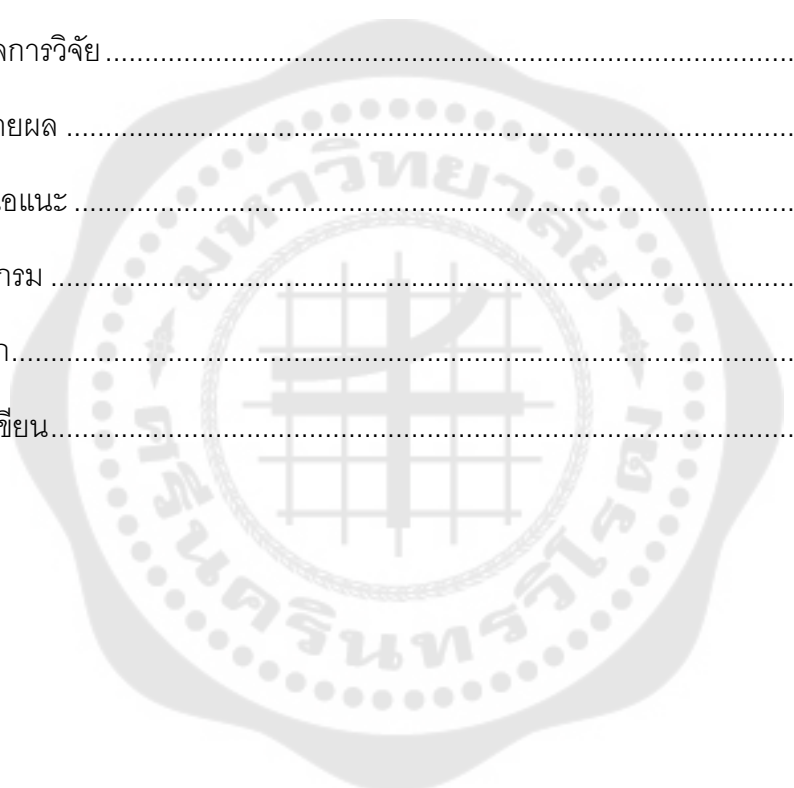 ลการวิจัย ........................................................................................
ายผล .............................................................................................
อแนะ ............................................................................................
กรม ...............................................................................................
ก....................................................................................................
ขียน...............................................................................................
มหาวิทยาลัย
ศรีนครินทรวิโรฒ